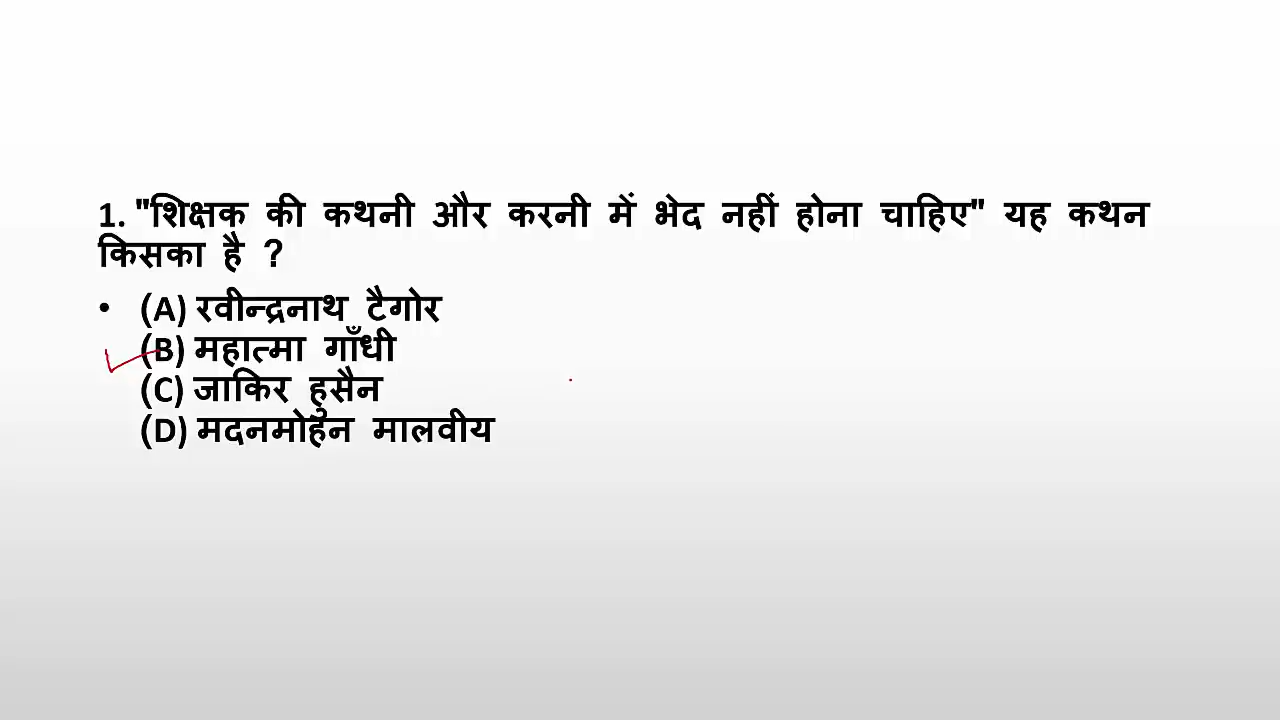 1. "शिक्षक की कथनी और करनी में भेद नहीं होना चाहिए" यह कथन
किसका है ?
• (A) रवीन्द्रनाथ टैगोर
(B) महात्मा गाँधी
(C) जाकिर हुसैन
(D) मदनमोहन मालवीय